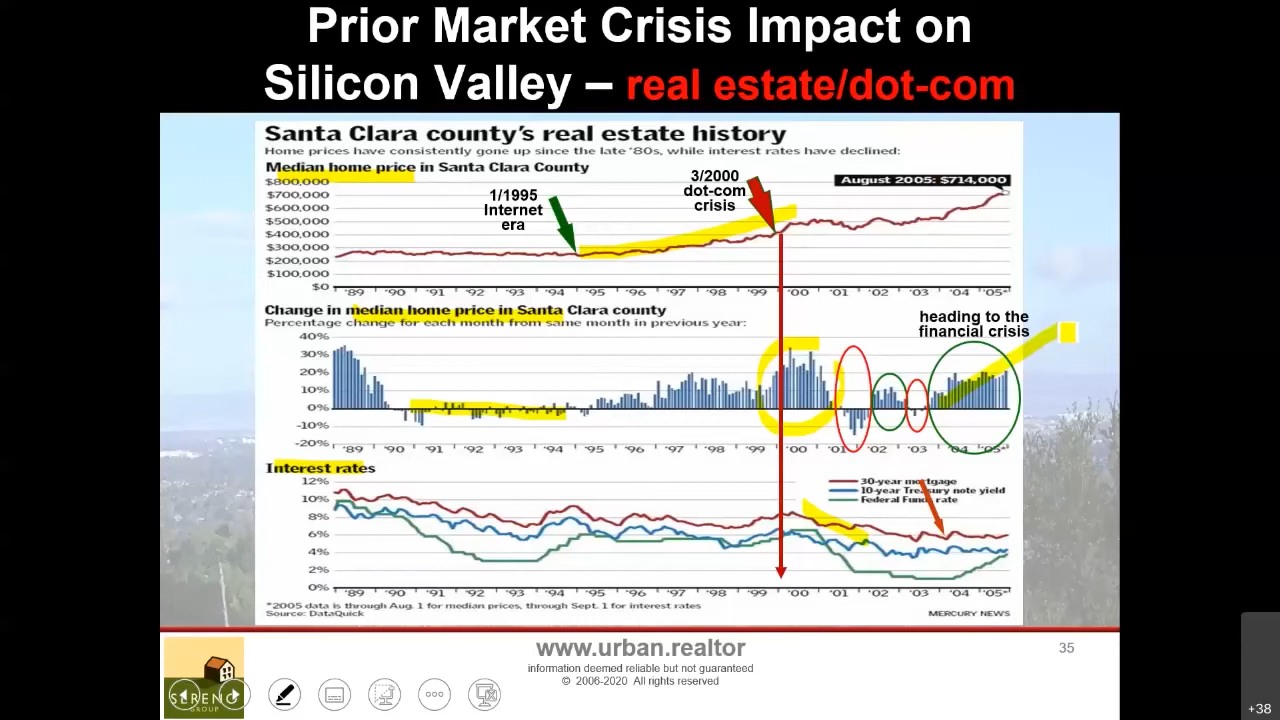 Prior Market Crisis Impact on
Silicon Valley – real estate/dot-com
Santa Clara county's real estate history
Home prices have consistently gone up since the late '80s, while interest rates have declined:
Median home price in Santa Clara County
$800,000
$700,000
$600,000
$500,000
$400,000
$300,000
$200,000
$100,000
$0
1/1995
Internet
era
3/2000
dot-com
crisis
August 2005: $714,000
'89 '90 '91 '92 '93 '94 '95 '96 '97 '98 '99 '00 '01 '02 '03 '04 '05*
Change in median home price in Santa Clara county
Percentage change for each month from same month in previous year:
heading to the
financial crisis
40%
30%
20%
10%
0%
-10%
-20%
'89 '90 '91 '92 '93 '94 '95 '96 '97 '98 '99 '00 '01 '02 '03 '04 '05*
Interest rates
12%
10%
8%
6%
4%
2%
0%
30-year mortgage
10-year Treasury note yield
Federal Funds rate
'89 '90 '91 '92 '93 '94 '95 '96 '97 '98 '99 '00 '01 '02 '03 '04 '05*
*2005 data is through Aug. 1 for median prices, through Sept. 1 for interest rates
Source: DataQuick
MERCURY NEWS
www.urban.realtor
35
information deemed reliable but not guaranteed
© 2006-2020 All rights reserved
SERENO
GROUP
+38